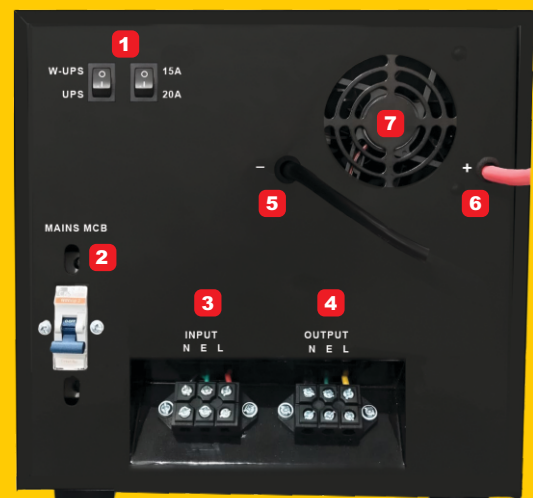 1
W-UPS
15A
UPS
20A
7
−
+
5
6
MAINS MCB
2
3
4
INPUT
OUTPUT
N E L
N E L